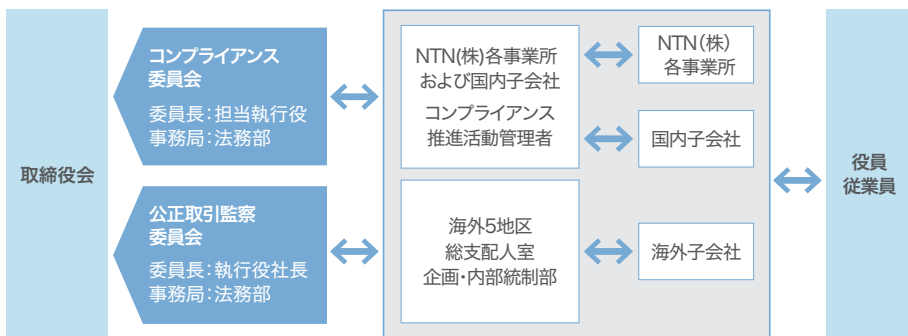 取締役会
コンプライアンス
委員会
委員長：担当執行役
事務局：法務部
公正取引監察
委員会
委員長：執行役社長
事務局：法務部
NTN(株)各事業所
および国内子会社
コンプライアンス
推進活動管理者
海外5地区
総支配人室
企画・内部統制部
NTN（株）
各事業所
国内子会社
海外子会社
役員
従業員